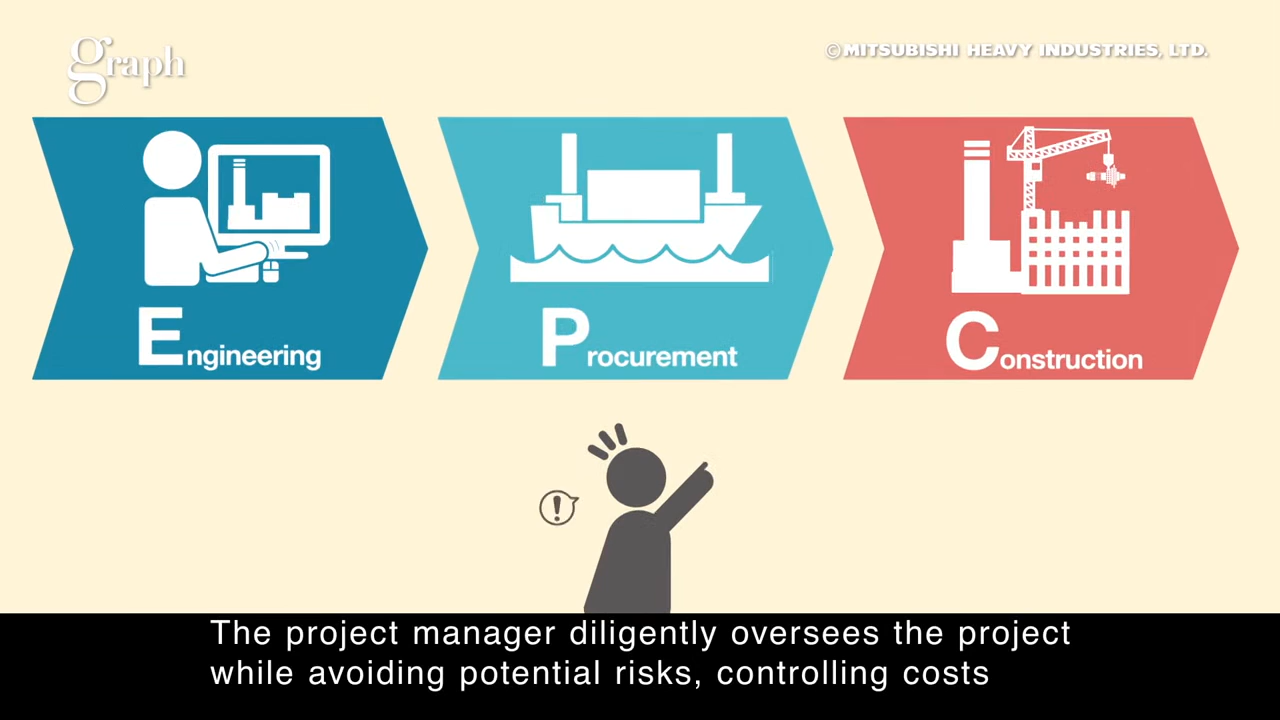 graph
©MITSUBISHI HEAVY INDUSTRIES, LTD.
Engineering
Procurement
Construction
!
The project manager diligently oversees the project
while avoiding potential risks, controlling costs